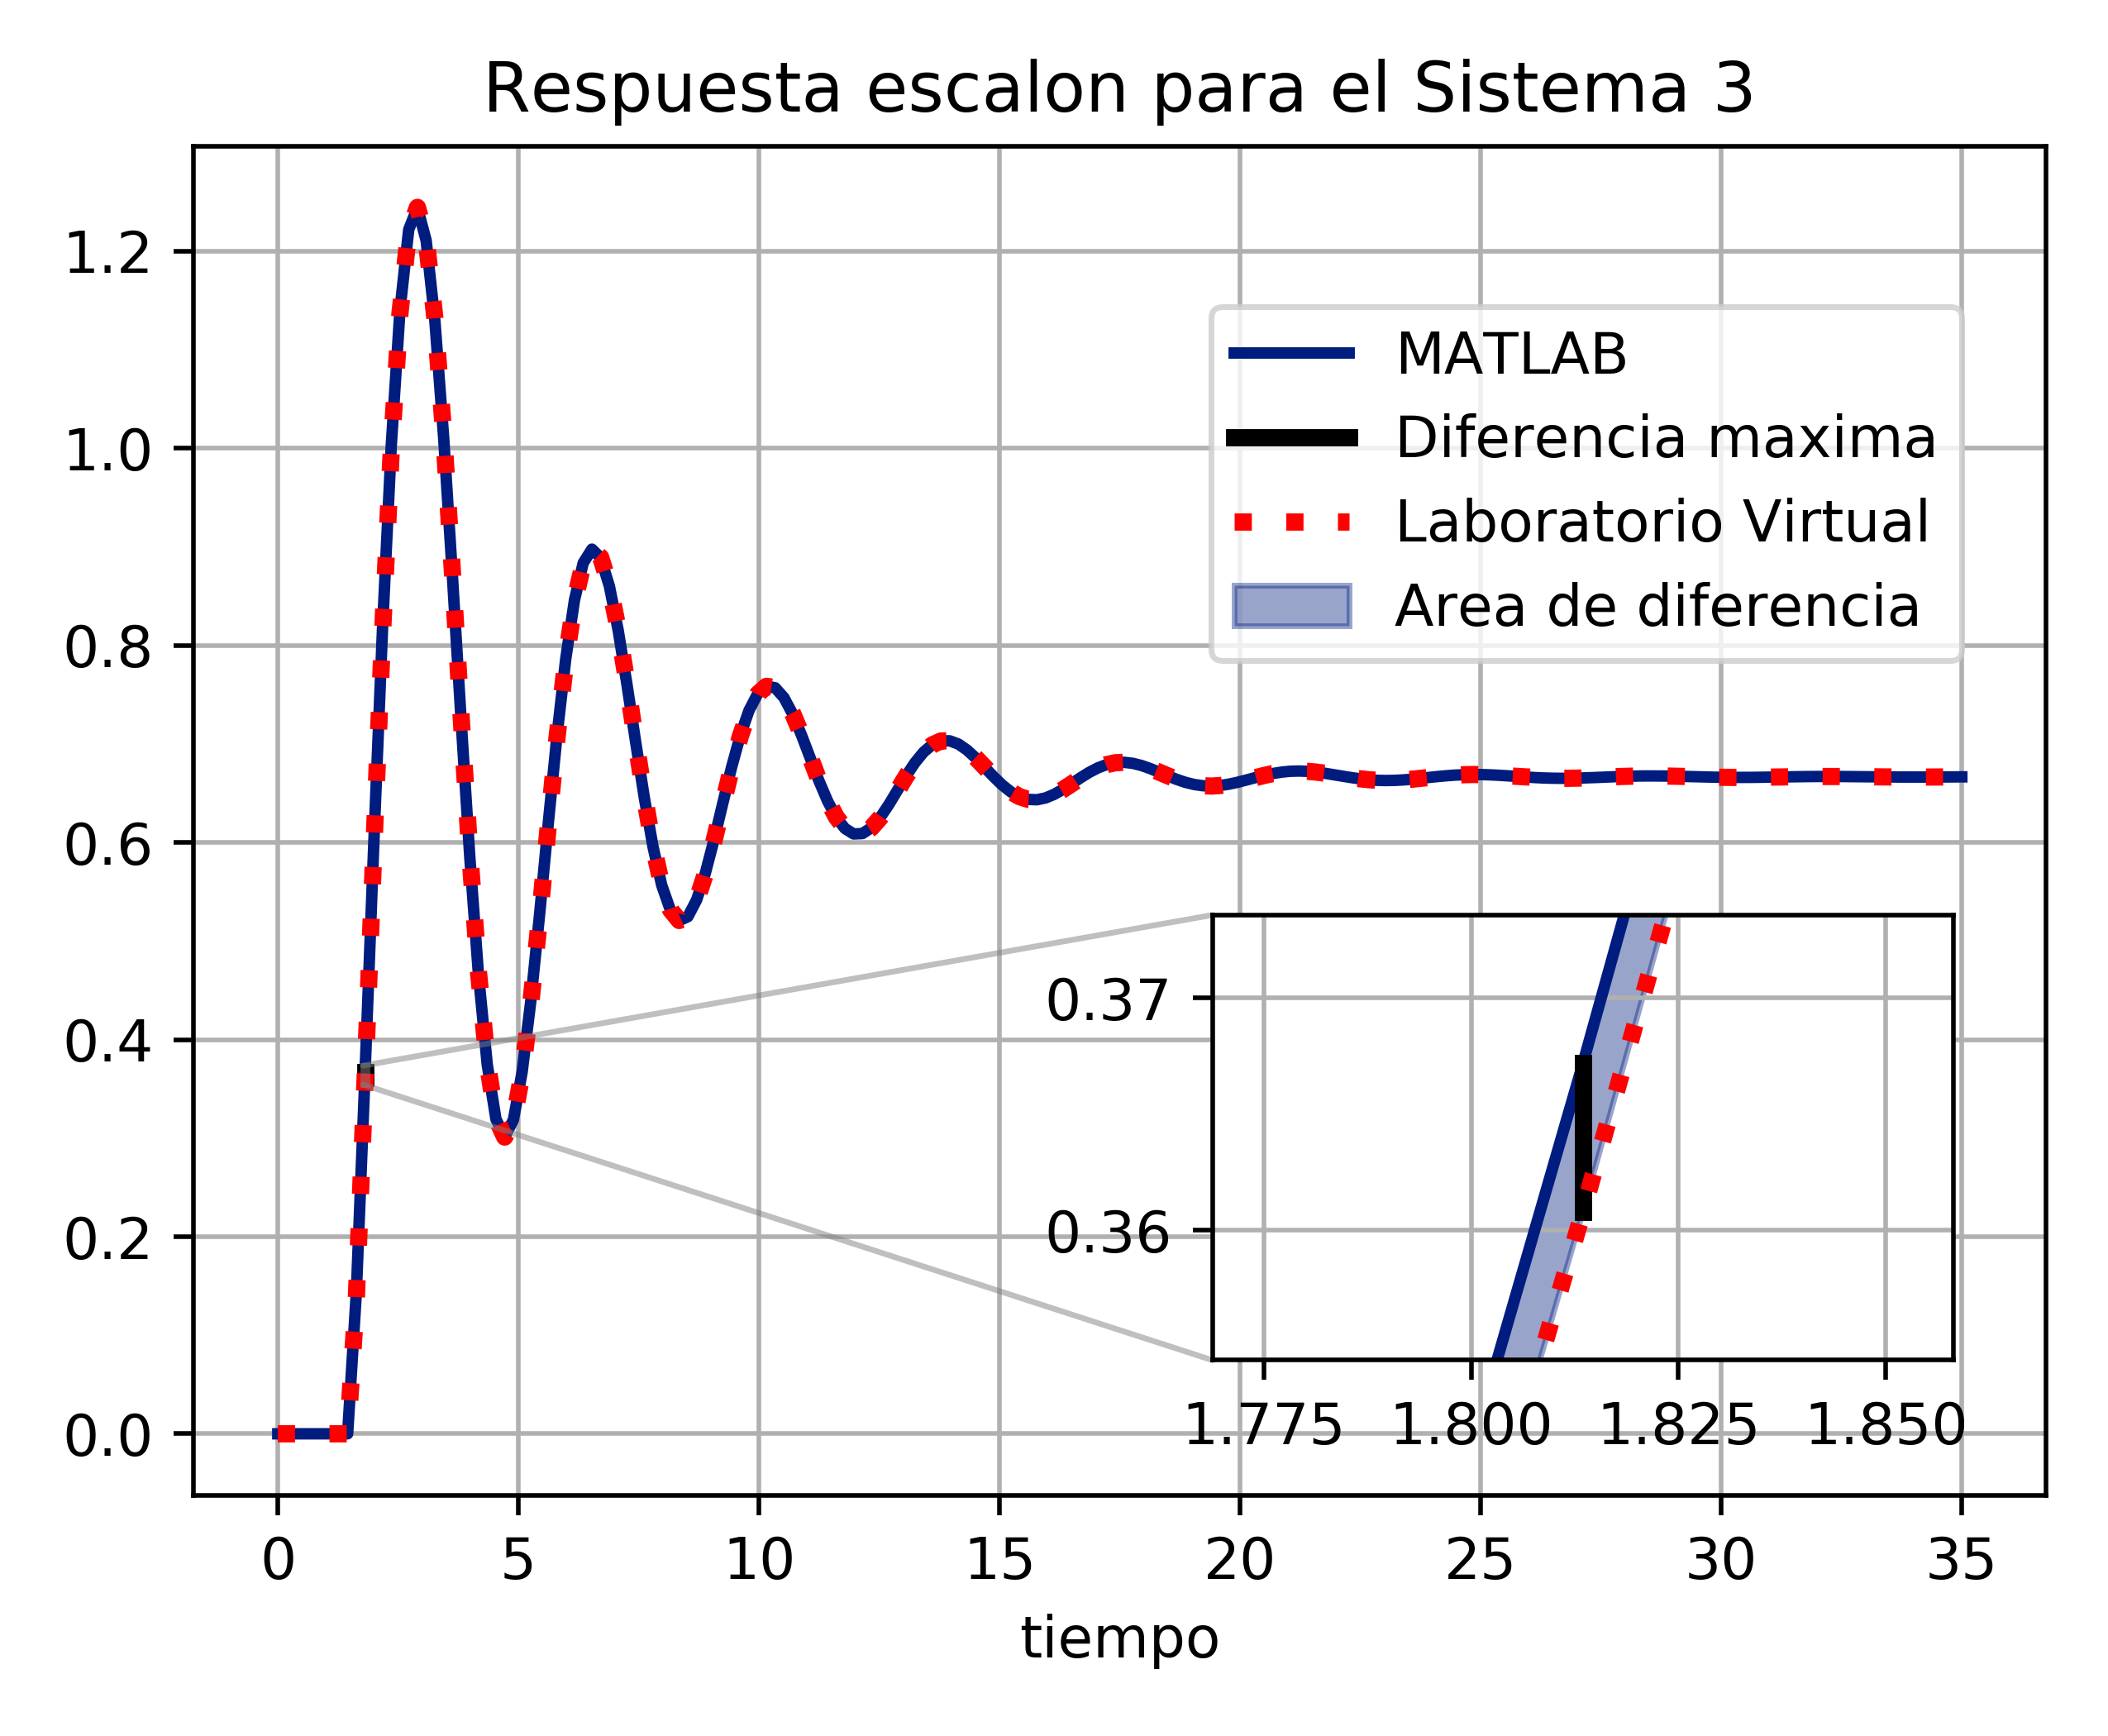 Respuesta escalon para el Sistema 3
1.2
1.0
0.8
0.6
0.4
0.2
0.0
MATLAB
Diferencia maxima
Laboratorio Virtual
Area de diferencia
0.37
0.36
1.775 1.800 1.825 1.850
0 5 10 15 20 25 30 35
tiempo